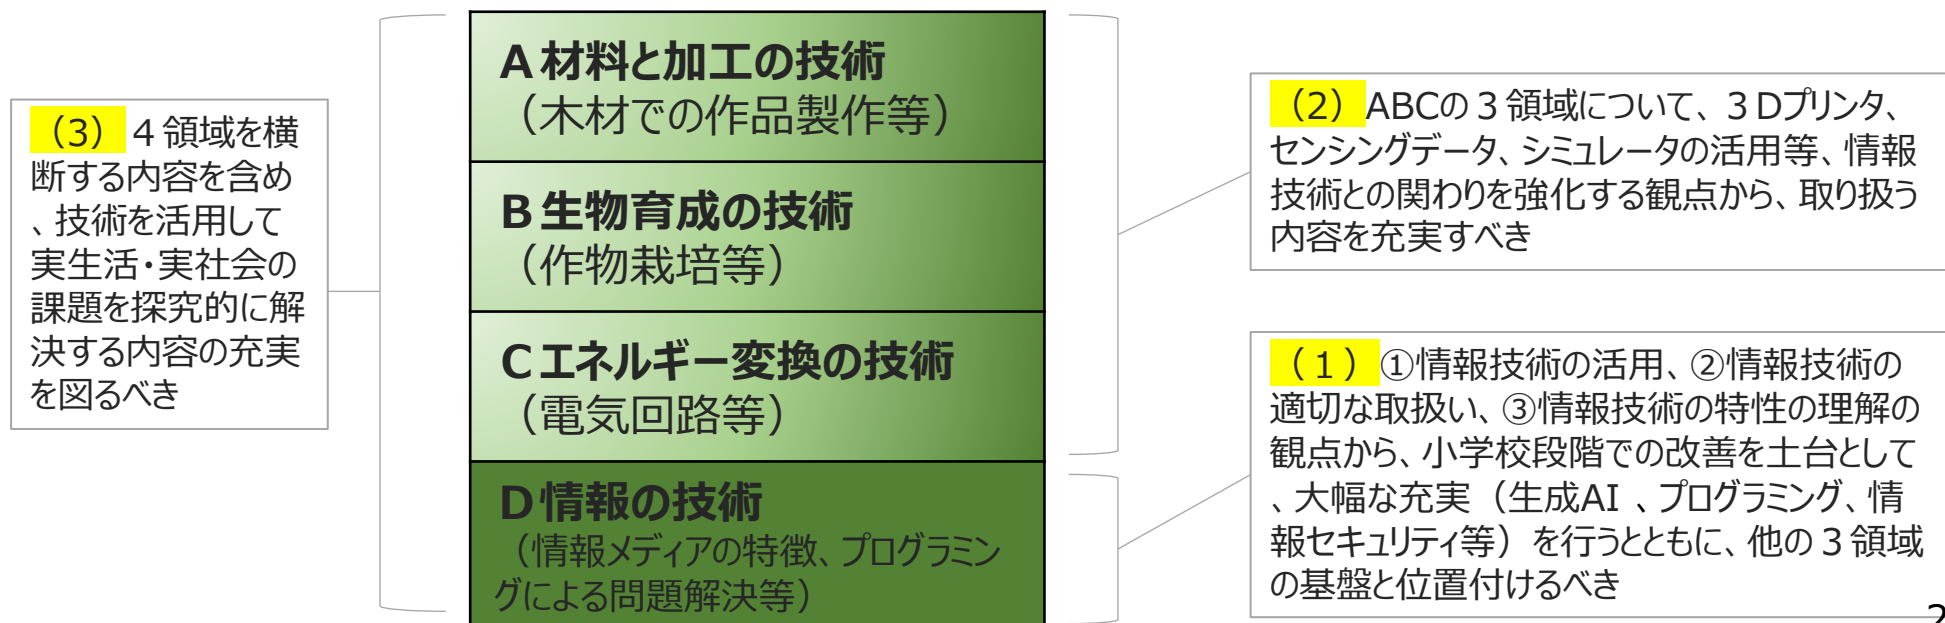 （3）４領域を横
断する内容を含め
、技術を活用して
実生活・実社会の
課題を探究的に解
決する内容の充実
を図るべき
Ａ材料と加工の技術
（木材での作品製作等）
Ｂ生物育成の技術
（作物栽培等）
Ｃエネルギー変換の技術
（電気回路等）
Ｄ情報の技術
（情報メディアの特徴、プログラミン
グによる問題解決等）
（2）ABCの３領域について、３Dプリンタ、
センシングデータ、シミュレータの活用等、情報
技術との関わりを強化する観点から、取り扱う
内容を充実すべき
（１）①情報技術の活用、②情報技術の
適切な取扱い、③情報技術の特性の理解の
観点から、小学校段階での改善を土台として
、大幅な充実（生成AI 、プログラミング、情
報セキュリティ等）を行うとともに、他の３領域
の基盤と位置付けるべき